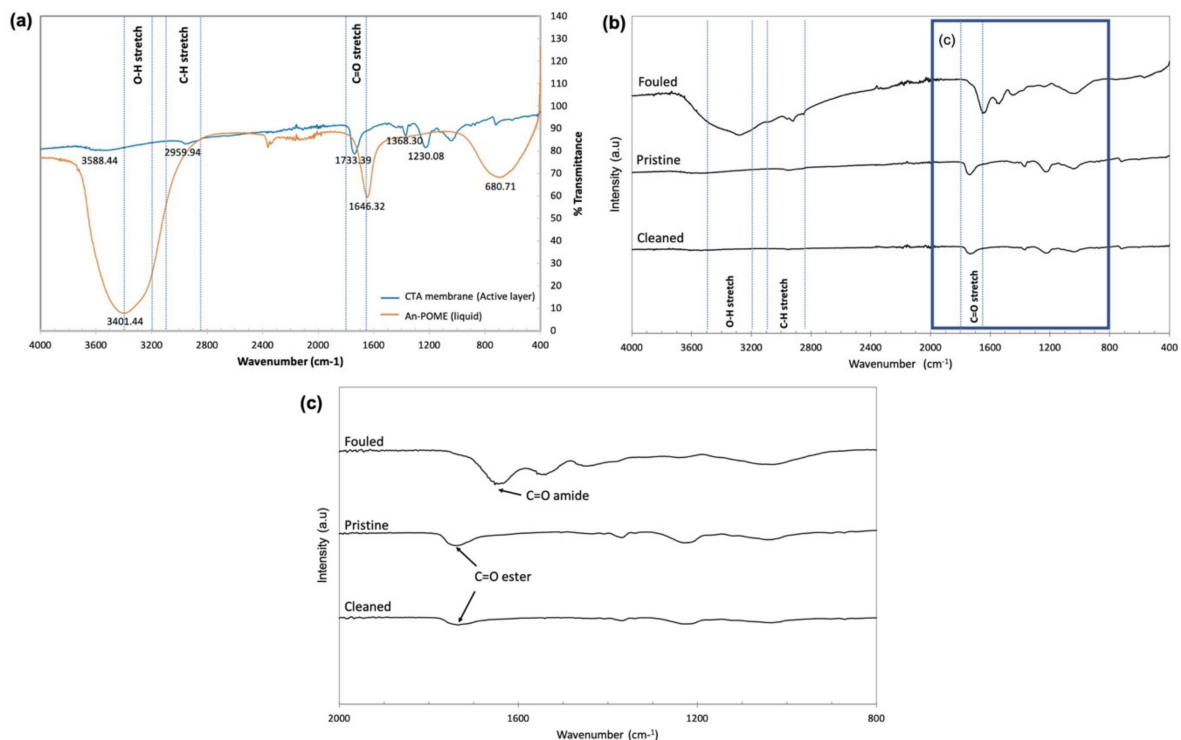 (a)
O-H stretch
C-H stretch
C=O stretch
140
130
120
110
100
90
80
70
60
50
40
30
20
10
0
% Transmittance
3588.44
2959.94
1733.39
1368.30
1230.08
1646.32
680.71
3401.44
CTA membrane (Active layer)
An-POME (liquid)
4000 3600 3200 2800 2400 2000 1600 1200 800 400
Wavenumber (cm-1)
(b)
(c)
Fouled
Pristine
Cleaned
Intensity (a.u)
O-H stretch
C-H stretch
C=O stretch
4000 3600 3200 2800 2400 2000 1600 1200 800 400
Wavenumber (cm-1)
(c)
Fouled
C=O amide
Pristine
C=O ester
Cleaned
Intensity (a.u)
2000 1600 1200 800
Wavenumber (cm-1)